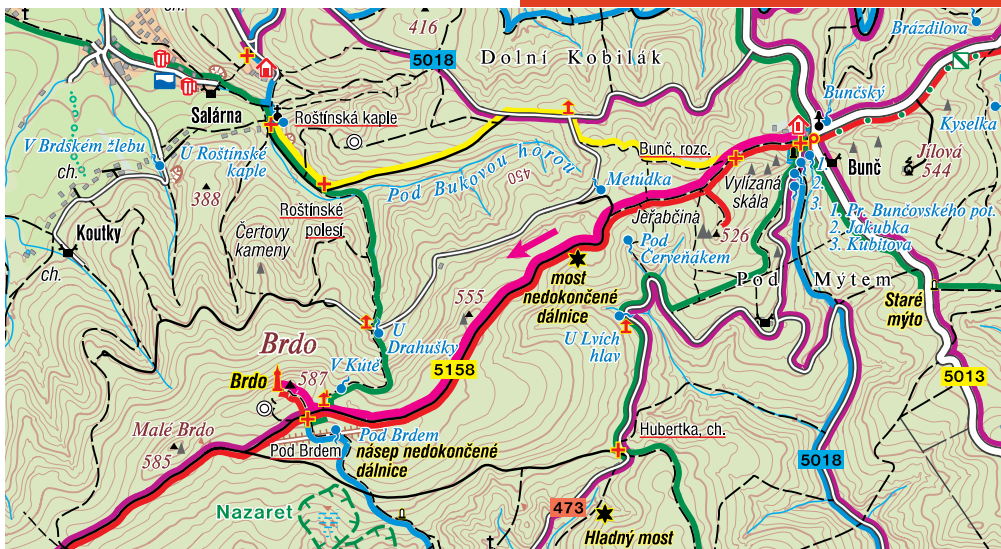 ch.
416
5018
Dolní Kobilák
Brázdilova
Salárna
Roštínská kaple
Bunčský
Kyselka
V Brdském žlebu
U Roštínské
kaple
Bunč, rozc.
Jílová
544
ch.
388
Pod Bukovou horou
450
Metúdka
Vylízaná
skála
1.
2.
3.
Bunč
Koutky
ch.
Roštínské
polesí
Čertovy
kameny
Jeřabčiná
526
1. Pr. Bunčovského pot.
2. Jakubka
3. Kubitova
Pod
Červeňákem
Pod Mýtem
most
nedokončené
dálnice
555
Staré
mýto
U
Drahušky
U Lvích
hlav
Brdo
Brdo
587
V Kútě
5158
5013
Malé Brdo
585
Pod Brdem
Pod Brdem
násep nedokončené
dálnice
Hubertka, ch.
5018
Nazaret
473
Hladný most